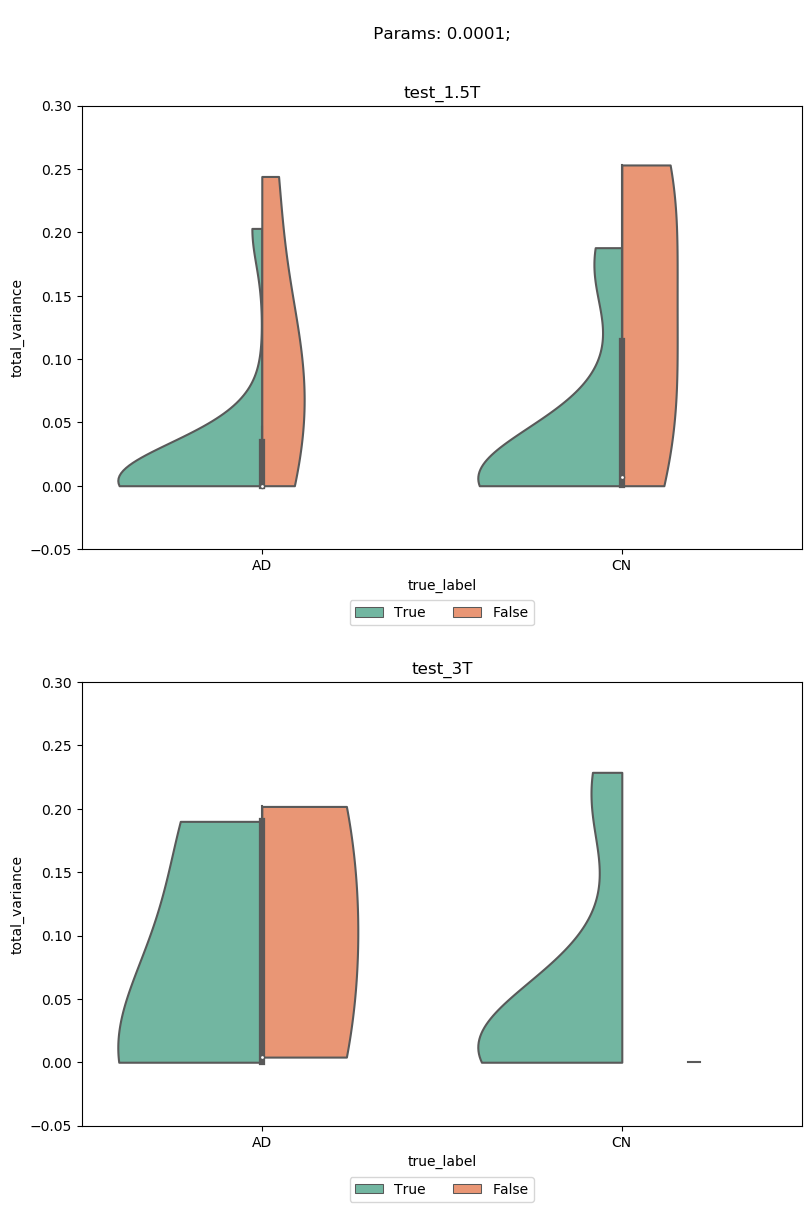 Params: 0.0001;
test_1.5T
0.30
0.25
0.20
0.15
0.10
0.05
0.00
−0.05
total_variance
AD CN
true_label
True False
test_3T
0.30
0.25
0.20
0.15
0.10
0.05
0.00
−0.05
total_variance
AD CN
true_label
True False